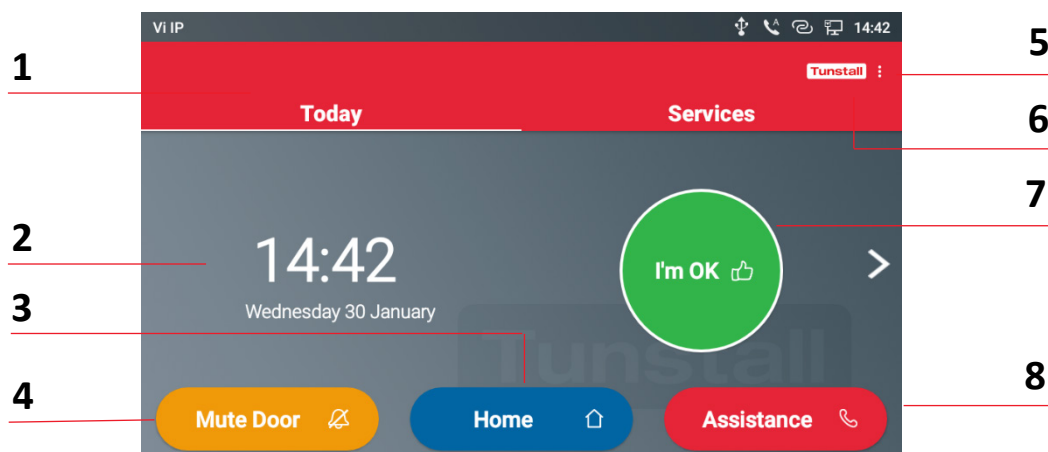 Vi IP 14:42
1 5
Tunstall
Today Services
6
7
2
14:42
I'm OK
Wednesday 30 January
3
Tunstall
4 Mute Door Home Assistance 8